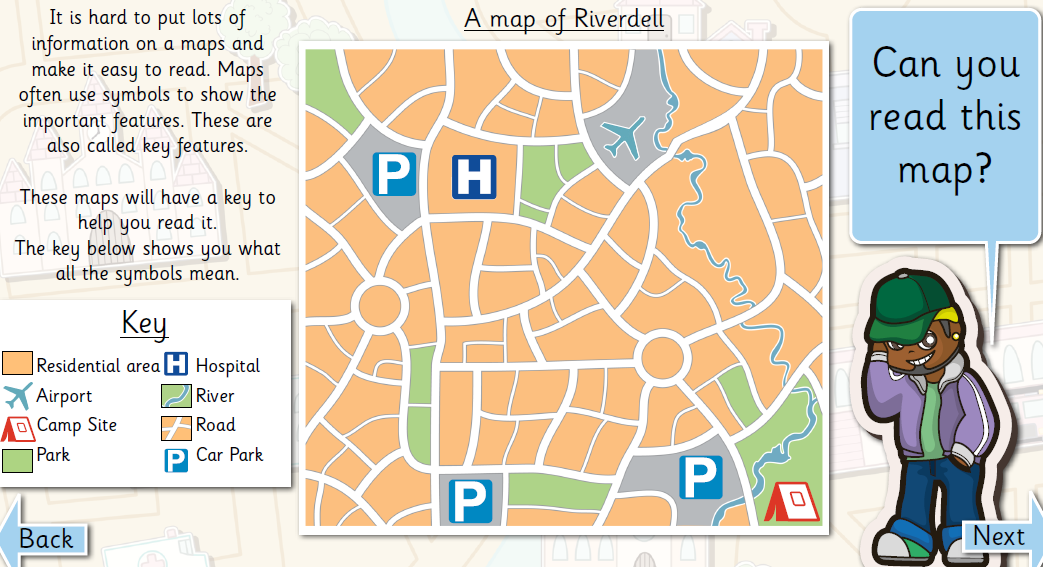 It is hard to put lots of
information on a maps and
make it easy to read. Maps
often use symbols to show the
important features. These are
also called key features.
These maps will have a key to
help you read it.
The key below shows you what
all the symbols mean.
Key
Residential area
H Hospital
Airport
River
Camp Site
Road
Park
P Car Park
Back
A map of Riverdell
P
H
P
P
Can you
read this
map?
Next